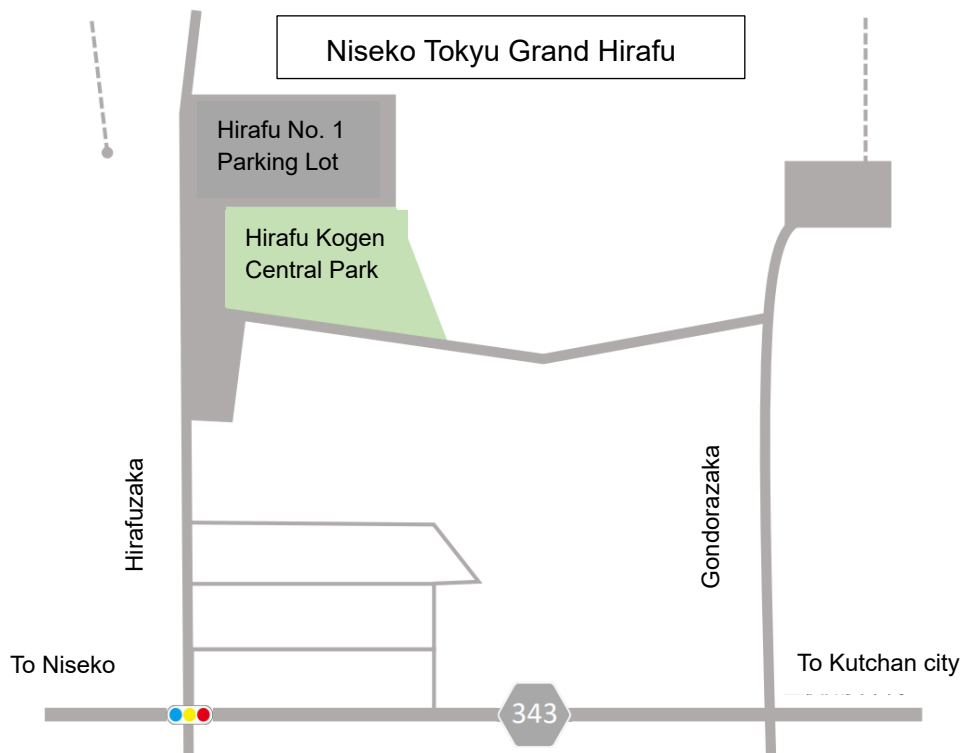 Niseko Tokyu Grand Hirafu
Hirafu No. 1
Parking Lot
Hirafu Kogen
Central Park
Hirafuzaka
Gondorazaka
To Niseko
To Kutchan city
343